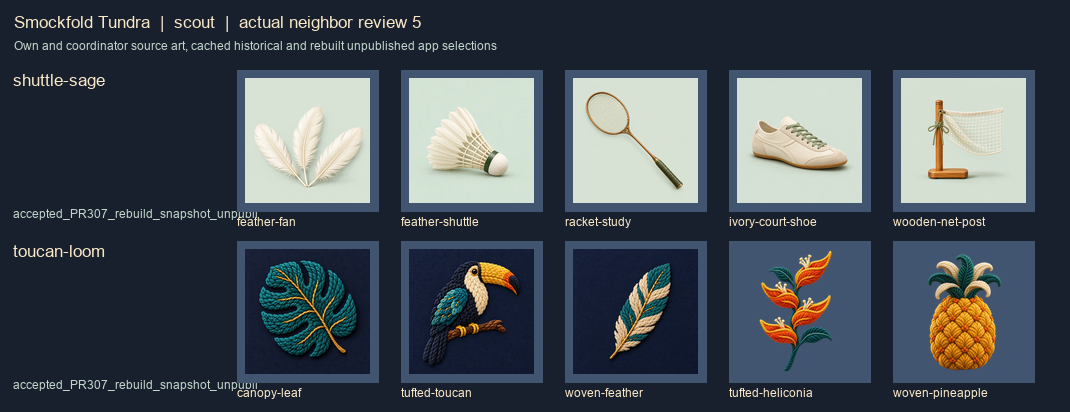 Smockfold Tundra | scout | actual neighbor review 5
Own and coordinator source art, cached historical and rebuilt unpublished app selections
shuttle-sage
accepted_PR307_rebuild_snapshot_unpubl
feather-fan
feather-shuttle
racket-study
ivory-court-shoe
wooden-net-post
toucan-loom
accepted_PR307_rebuild_snapshot_unpubl
canopy-leaf
tufted-toucan
woven-feather
tufted-heliconia
woven-pineapple